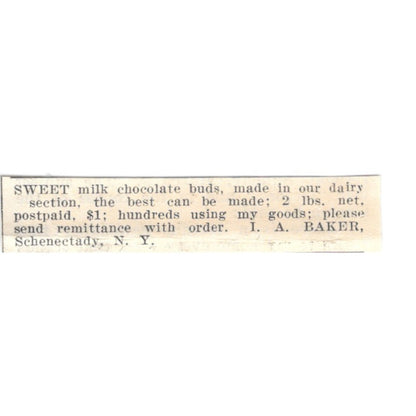 SWEET milk chocolate buds, made in our dairy
section, the best can be made; 2 lbs. net.
postpaid, $1; hundreds using my goods; please
send remittance with order. I. A. BAKER,
Schenectady, N. Y.